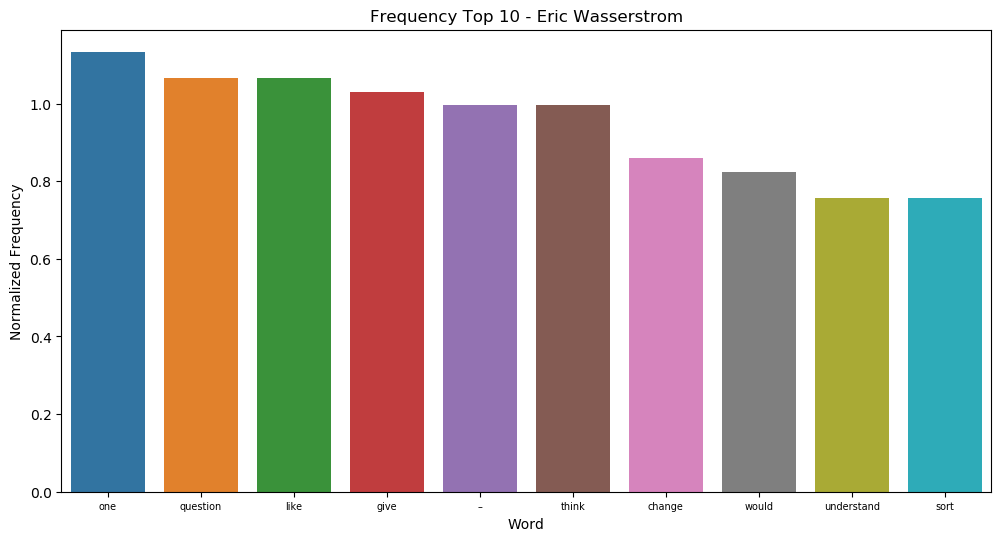 Frequency Top 10 - Eric Wasserstrom
Normalized Frequency
1.0
0.8
0.6
0.4
0.2
0.0
one question like give – think change would understand sort
Word